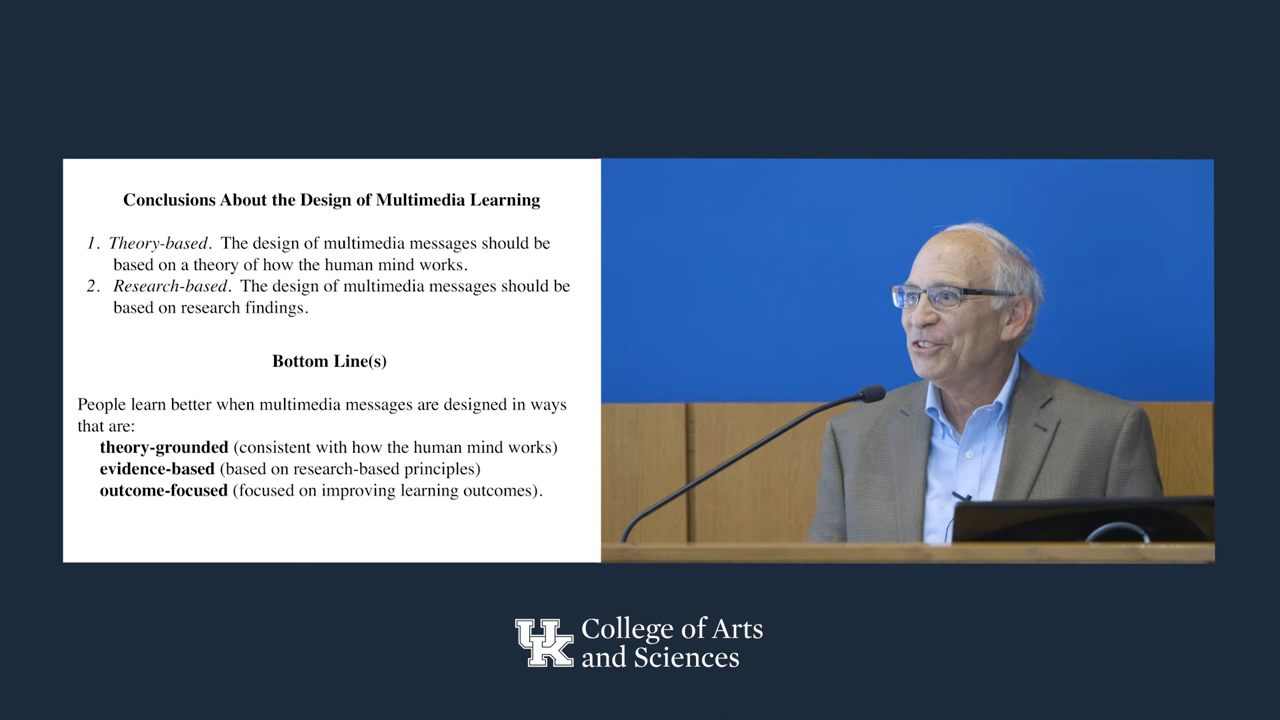 Conclusions About the Design of Multimedia Learning
1. Theory-based. The design of multimedia messages should be
based on a theory of how the human mind works.
2. Research-based. The design of multimedia messages should be
based on research findings.
Bottom Line(s)
People learn better when multimedia messages are designed in ways
that are:
theory-grounded (consistent with how the human mind works)
evidence-based (based on research-based principles)
outcome-focused (focused on improving learning outcomes).
UK College of Arts
and Sciences